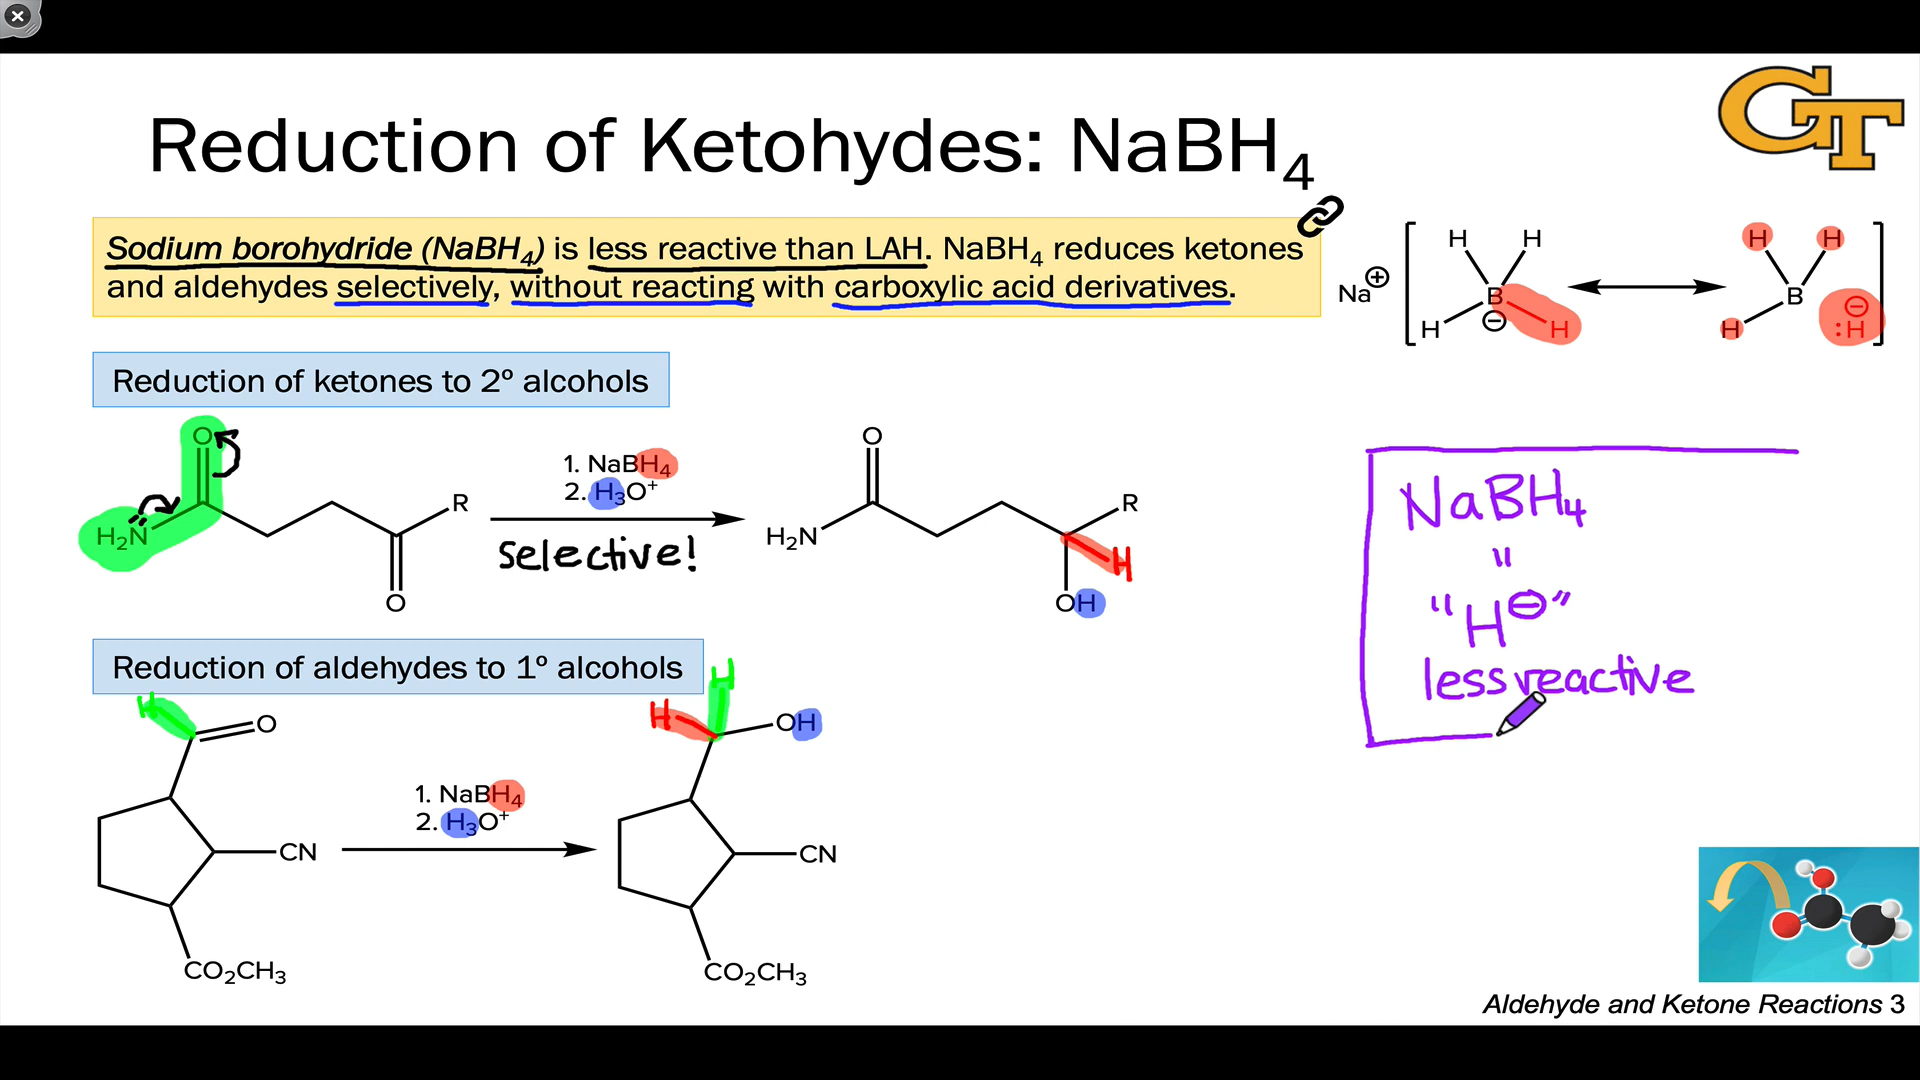 Reduction of Ketohydes: NaBH₄
GT
Sodium borohydride (NaBH₄) is less reactive than LAH. NaBH₄ reduces ketones
and aldehydes selectively, without reacting with carboxylic acid derivatives.
Na⊕
H H
B
⊖
H H
H H
B
H :H ⊖
Reduction of ketones to 2º alcohols
O
H₂N
R
O
1. NaBH₄
2. H₃O⁺
selective!
O
H₂N
R
H
OH
NaBH₄
"
"H⊖"
less reactive
Reduction of aldehydes to 1º alcohols
H
O
CN
CO₂CH₃
1. NaBH₄
2. H₃O⁺
H
H
OH
CN
CO₂CH₃
Aldehyde and Ketone Reactions 3